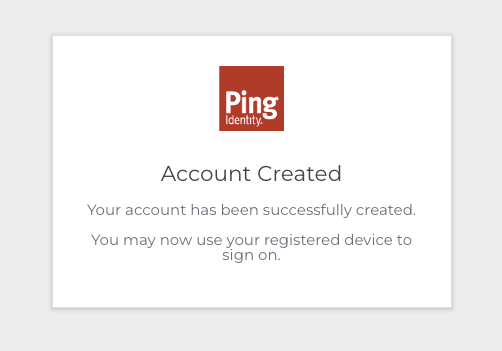 Ping
Identity.
Account Created
Your account has been successfully created.
You may now use your registered device to
sign on.